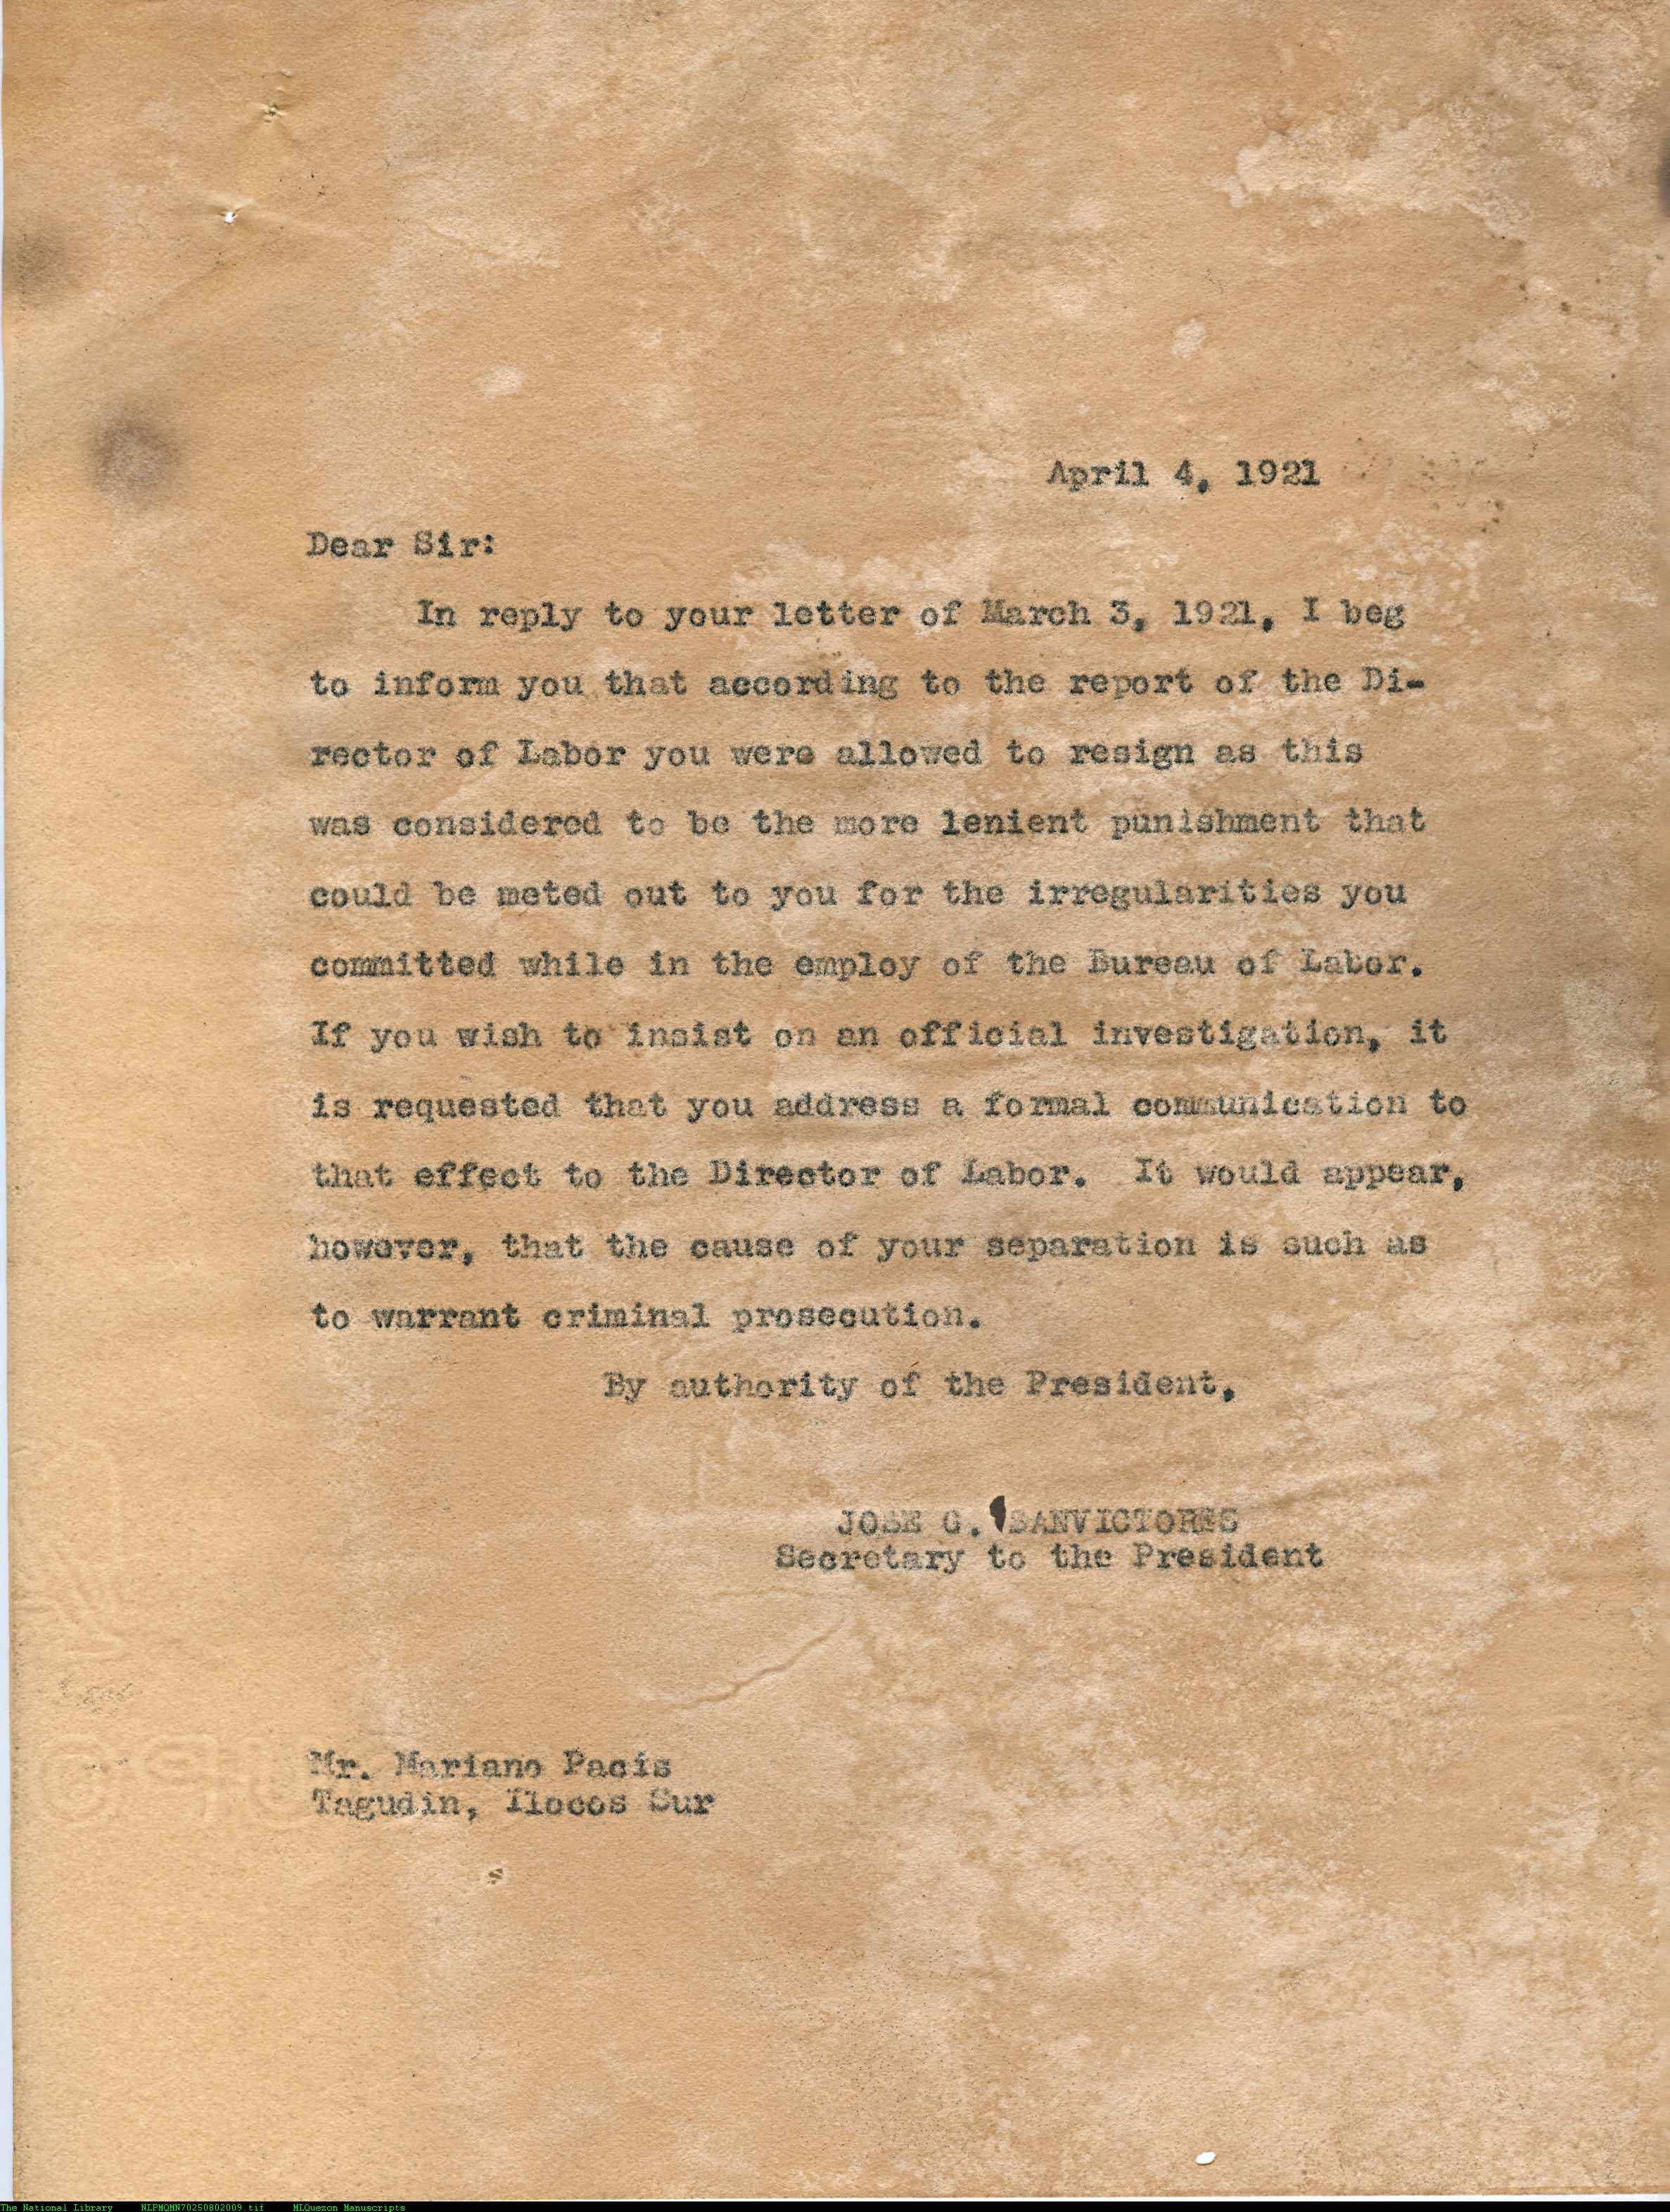 April 4, 1921
Dear Sir:
In reply to your letter of March 3, 1921, I beg
to inform you that according to the report of the Di-
rector of Labor you were allowed to resign as this
was considered to be the more lenient punishment that
could be meted out to you for the irregularities you
committed while in the employ of the Bureau of Labor.
If you wish to insist on an official investigation, it
is requested that you address a formal communication to
that effect to the Director of Labor. It would appear,
however, that the cause of your separation is such as
to warrant criminal prosecution.
By authority of the President,
JOSE G. SANVICTORES
Secretary to the President
Mr. Mariano Pacis
Tagudin, Ilocos Sur
The National Library NLPMQMN70250802009.tif MLQuezon Manuscripts